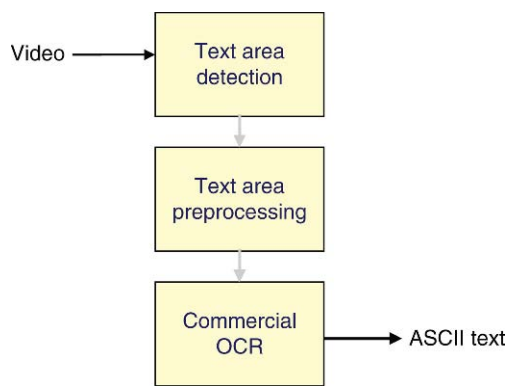 Video
Text area
detection
Text area
preprocessing
Commercial
OCR
ASCII text